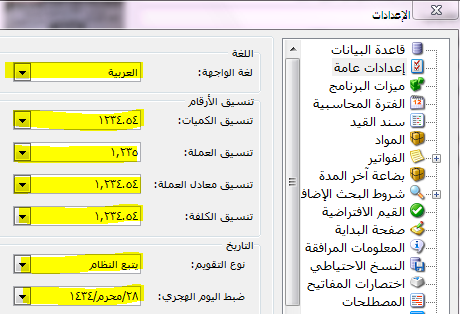 الإعدادات
قاعدة البيانات
إعدادات عامة
ميزات البرنامج
الفترة المحاسبية
سند القيد
المواد
الفواتير
بضاعة آخر المدة
شروط البحث الإضاف
القيم الافتراضية
صفحة البداية
المعلومات المرافقة
النسخ الاحتياطي
اختصارات المفاتيح
المصطلحات
اللغة
لغة الواجهة: العربية
تنسيق الأرقام
تنسيق الكميات: ١٢٣٤.٥٤
تنسيق العملة: ١,٢٣٥
تنسيق معادل العملة: ١,٢٣٤.٥٤
تنسيق الكلفة: ١,٢٣٤.٥٤
التاريخ
نوع التقويم: يتبع النظام
ضبط اليوم الهجري: ٢٨/محرم/١٤٣٤